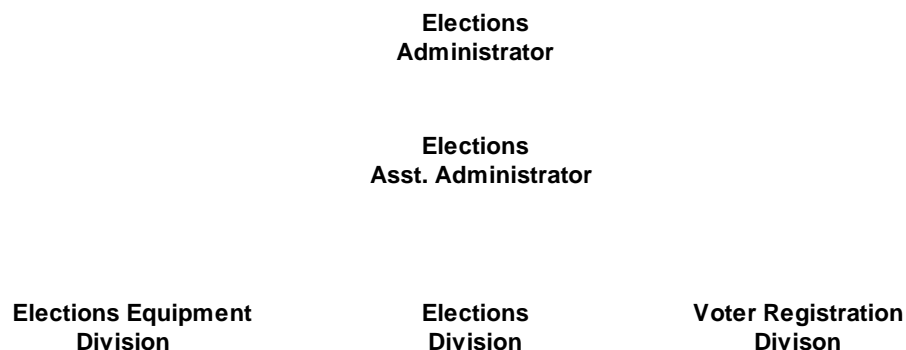 Elections
Administrator
Elections
Asst. Administrator
Elections Equipment
Division
Elections
Division
Voter Registration
Divison